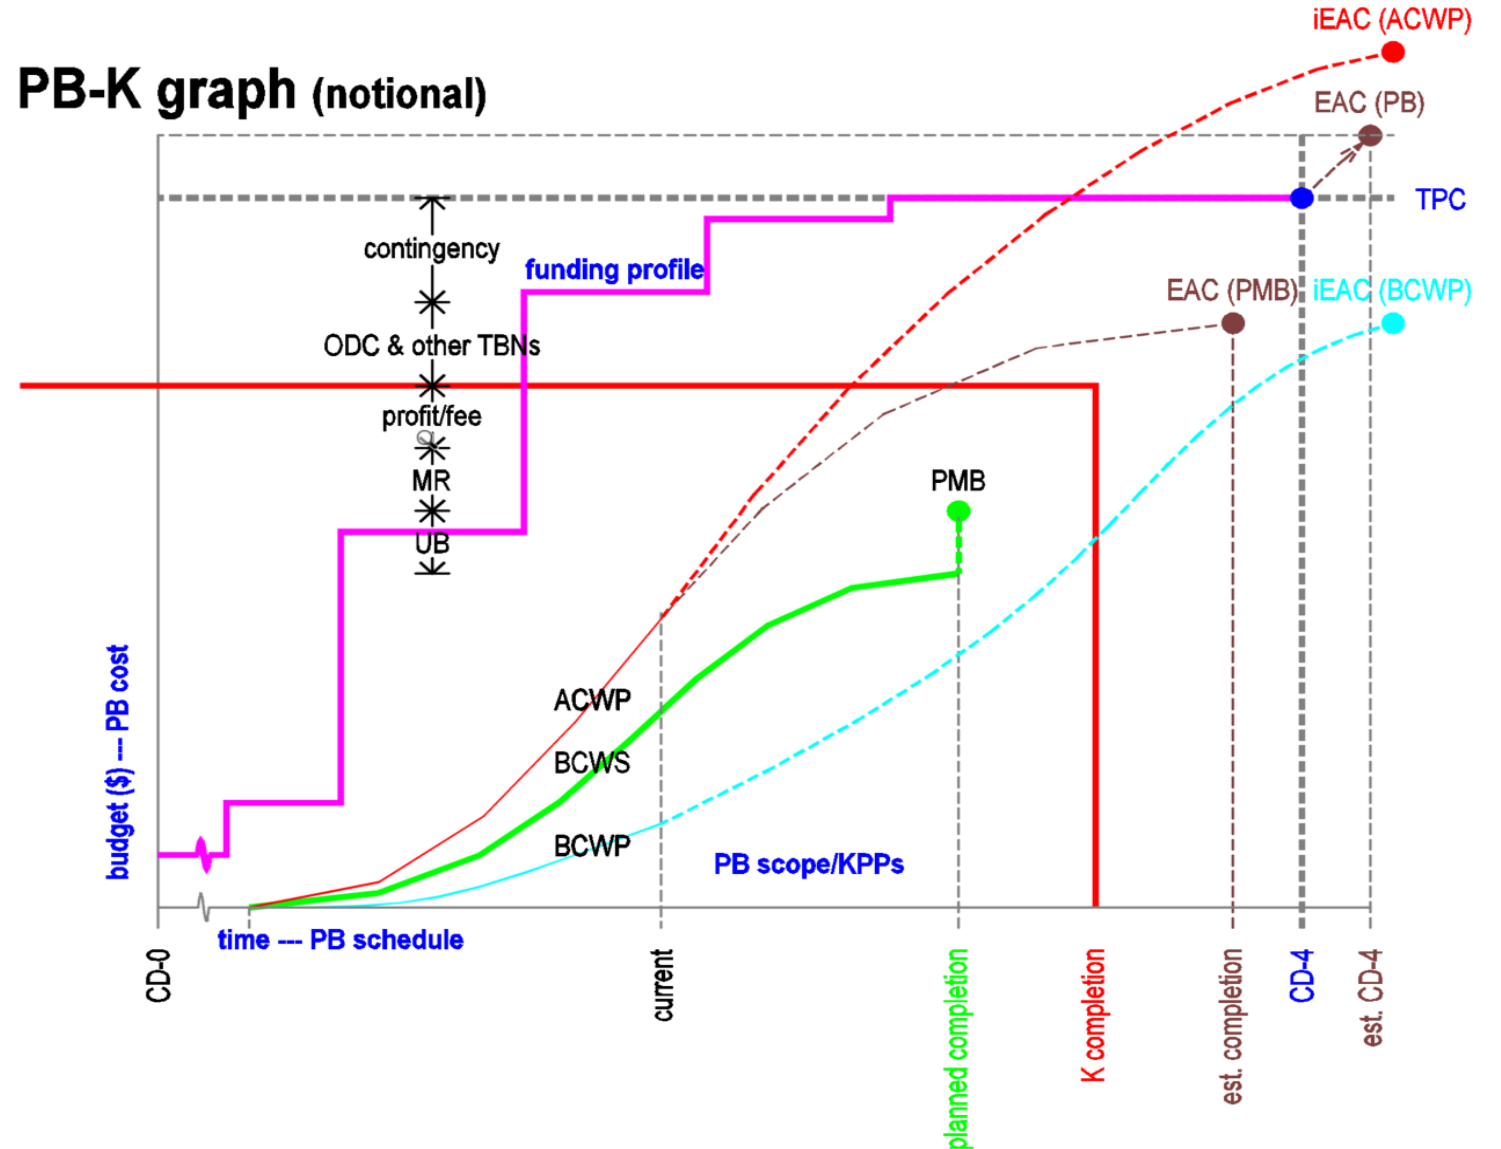 iEAC (ACWP)
PB-K graph (notional)
EAC (PB)
TPC
contingency
funding profile
EAC (PMB)
iEAC (BCWP)
ODC & other TBNs
profit/fee
MR
PMB
UB
ACWP
BCWS
BCWP
PB scope/KPPs
budget ($) --- PB cost
time --- PB schedule
CD-0
current
planned completion
K completion
est. completion
CD-4
est. CD-4